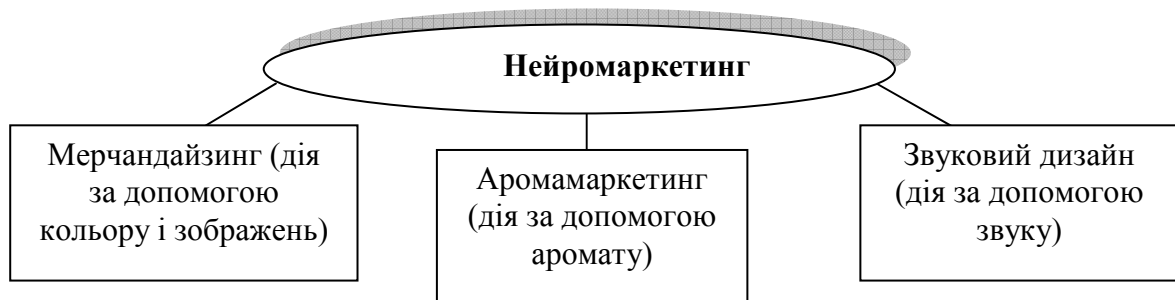 Нейромаркетинг
Мерчандайзинг (дія
за допомогою
кольору і зображень)
Аромамаркетинг
(дія за допомогою
аромату)
Звуковий дизайн
(дія за допомогою
звуку)